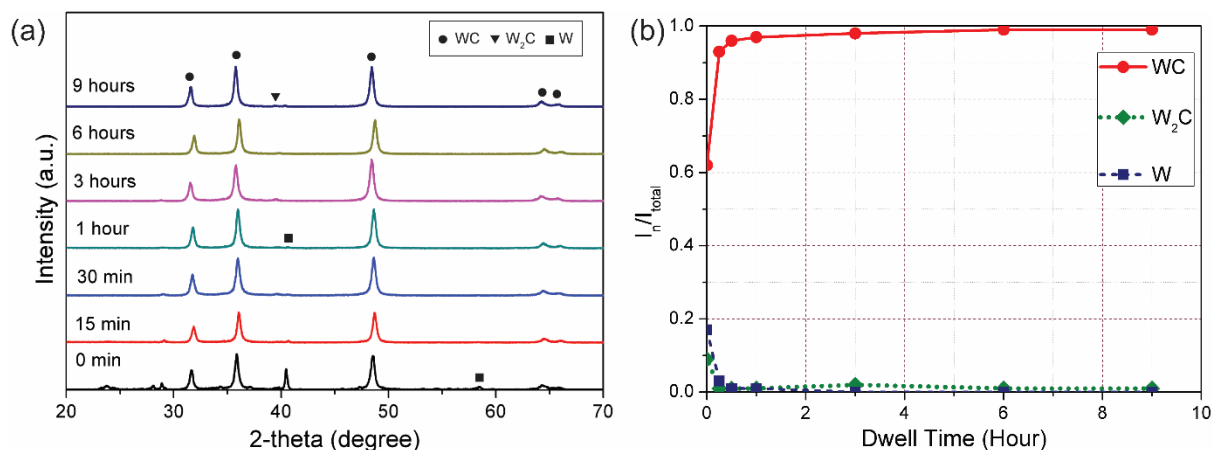 (a)
WC W₂C W
9 hours
6 hours
3 hours
1 hour
30 min
15 min
0 min
Intensity (a.u.)
20 30 40 50 60 70
2-theta (degree)
(b)
1.0
0.8
0.6
0.4
0.2
0.0
Iₙ/Iₜₒₜₐₗ
WC
W₂C
W
0 2 4 6 8 10
Dwell Time (Hour)